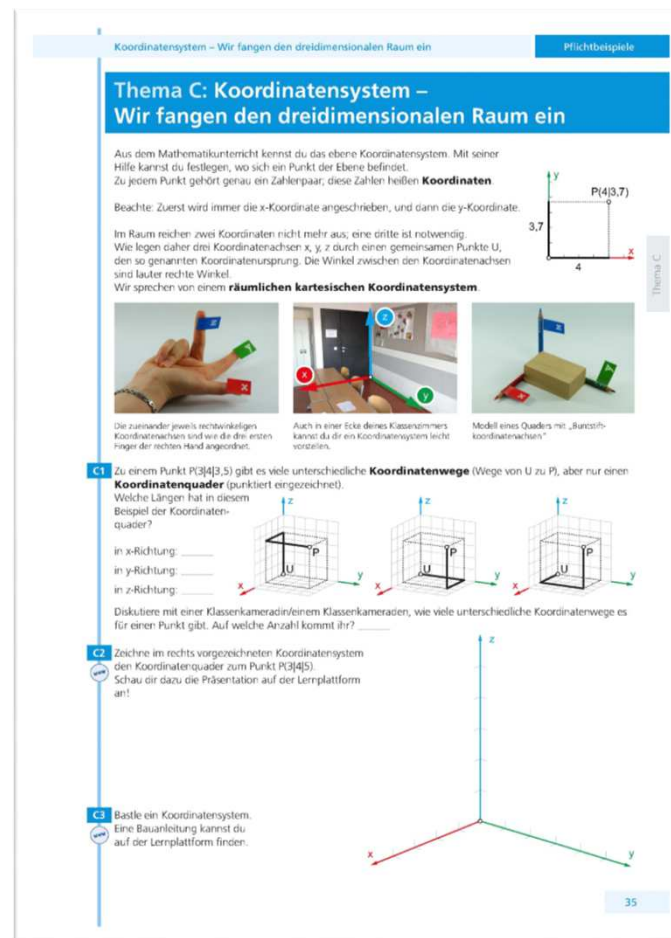 Koordinatensystem – Wir fangen den dreidimensionalen Raum ein
Pflichtbeispiele
Thema C: Koordinatensystem –
Wir fangen den dreidimensionalen Raum ein
Aus dem Mathematikunterricht kennst du das ebene Koordinatensystem. Mit seiner
Hilfe kannst du festlegen, wo sich ein Punkt der Ebene befindet.
Zu jedem Punkt gehört genau ein Zahlenpaar; diese Zahlen heißen Koordinaten.
Beachte: Zuerst wird immer die x-Koordinate angeschrieben, und dann die y-Koordinate.
Im Raum reichen zwei Koordinaten nicht mehr aus; eine dritte ist notwendig.
Wie legen daher drei Koordinatenachsen x, y, z durch einen gemeinsamen Punkte U,
den so genannten Koordinatenursprung. Die Winkel zwischen den Koordinatenachsen
sind lauter rechte Winkel.
Wir sprechen von einem räumlichen kartesischen Koordinatensystem.
y
P(4|3,7)
3,7
x
4
Thema C
z
y
x
z
x
y
z
y
x
Die zueinander jeweils rechtwinkeligen
Koordinatenachsen sind wie die drei ersten
Finger der rechten Hand angeordnet.
Auch in einer Ecke deines Klassenzimmers
kannst du dir ein Koordinatensystem leicht
vorstellen.
Modell eines Quaders mit „Buntstift-
koordinatenachsen"
C1 Zu einem Punkt P(3|4|3,5) gibt es viele unterschiedliche Koordinatenwege (Wege von U zu P), aber nur einen
Koordinatenquader (punktiert eingezeichnet).
Welche Längen hat in diesem
Beispiel der Koordinaten-
quader?
in x-Richtung: ______
in y-Richtung: ______
in z-Richtung: ______
z
P
U
x
y
z
P
U
x
y
z
P
U
x
y
Diskutiere mit einer Klassenkameradin/einem Klassenkameraden, wie viele unterschiedliche Koordinatenwege es
für einen Punkt gibt. Auf welche Anzahl kommt ihr? ______
C2 Zeichne im rechts vorgezeichneten Koordinatensystem
den Koordinatenquader zum Punkt P(3|4|5).
www
Schau dir dazu die Präsentation auf der Lernplattform
an!
z
C3 Bastle ein Koordinatensystem.
www
Eine Bauanleitung kannst du
auf der Lernplattform finden.
x
y
35